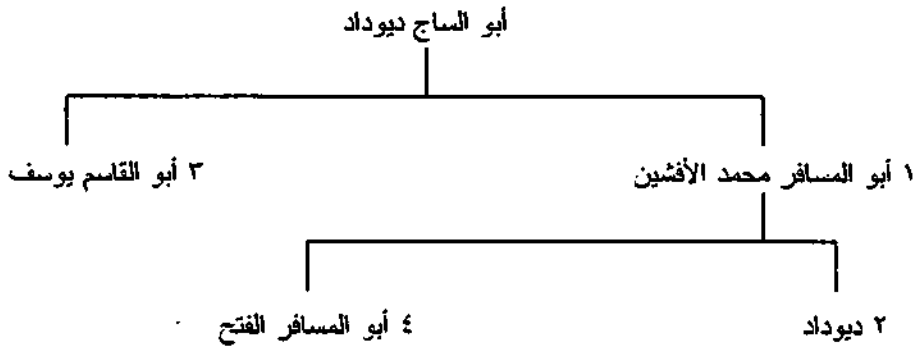 أبو الساج ديوداد
١ أبو المسافر محمد الأفشين
٣ أبو القاسم يوسف
٢ ديوداد
٤ أبو المسافر الفتح